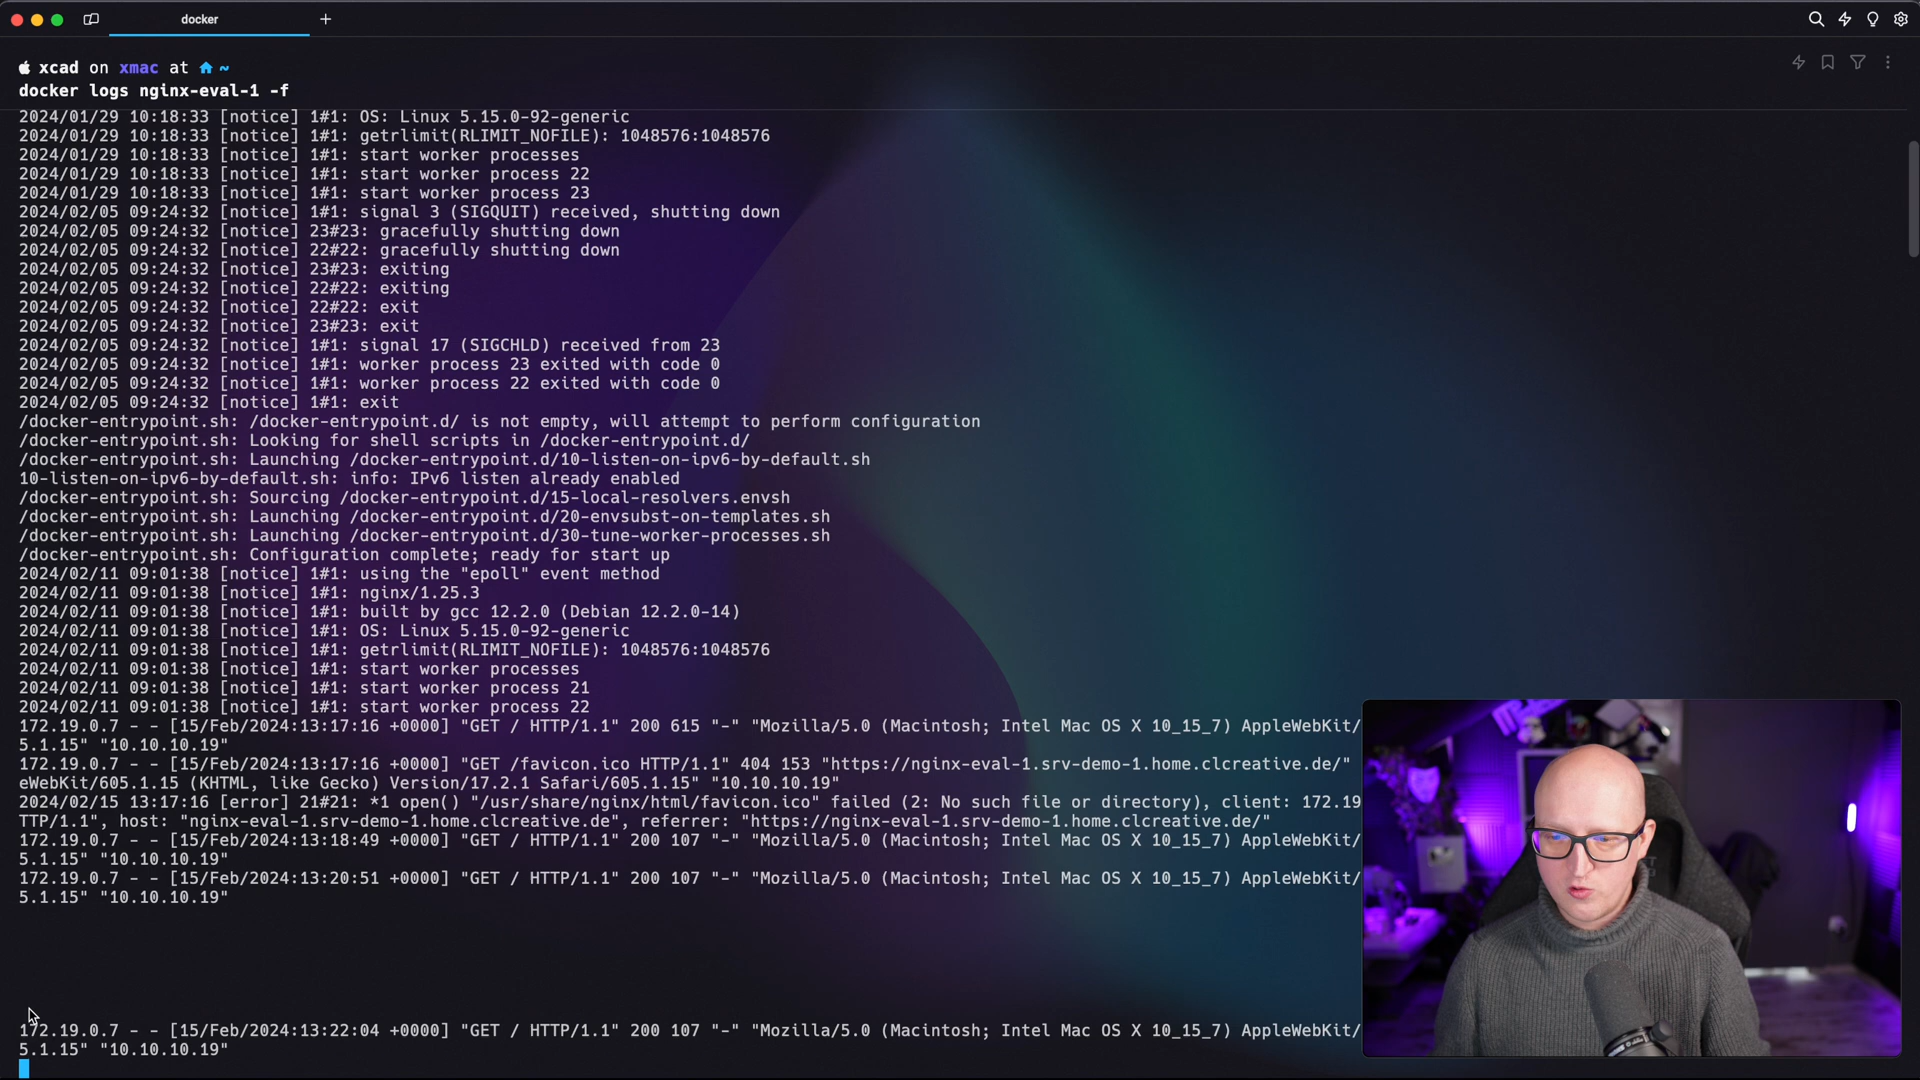 docker
xcad on xmac at ~
docker logs nginx-eval-1 -f
2024/01/29 10:18:33 [notice] 1#1: OS: Linux 5.15.0-92-generic
2024/01/29 10:18:33 [notice] 1#1: getrlimit(RLIMIT_NOFILE): 1048576:1048576
2024/01/29 10:18:33 [notice] 1#1: start worker processes
2024/01/29 10:18:33 [notice] 1#1: start worker process 22
2024/01/29 10:18:33 [notice] 1#1: start worker process 23
2024/02/05 09:24:32 [notice] 1#1: signal 3 (SIGQUIT) received, shutting down
2024/02/05 09:24:32 [notice] 23#23: gracefully shutting down
2024/02/05 09:24:32 [notice] 22#22: gracefully shutting down
2024/02/05 09:24:32 [notice] 23#23: exiting
2024/02/05 09:24:32 [notice] 22#22: exiting
2024/02/05 09:24:32 [notice] 22#22: exit
2024/02/05 09:24:32 [notice] 23#23: exit
2024/02/05 09:24:32 [notice] 1#1: signal 17 (SIGCHLD) received from 23
2024/02/05 09:24:32 [notice] 1#1: worker process 23 exited with code 0
2024/02/05 09:24:32 [notice] 1#1: worker process 22 exited with code 0
2024/02/05 09:24:32 [notice] 1#1: exit
/docker-entrypoint.sh: /docker-entrypoint.d/ is not empty, will attempt to perform configuration
/docker-entrypoint.sh: Looking for shell scripts in /docker-entrypoint.d/
/docker-entrypoint.sh: Launching /docker-entrypoint.d/10-listen-on-ipv6-by-default.sh
10-listen-on-ipv6-by-default.sh: info: IPv6 listen already enabled
/docker-entrypoint.sh: Sourcing /docker-entrypoint.d/15-local-resolvers.envsh
/docker-entrypoint.sh: Launching /docker-entrypoint.d/20-envsubst-on-templates.sh
/docker-entrypoint.sh: Launching /docker-entrypoint.d/30-tune-worker-processes.sh
/docker-entrypoint.sh: Configuration complete; ready for start up
2024/02/11 09:01:38 [notice] 1#1: using the "epoll" event method
2024/02/11 09:01:38 [notice] 1#1: nginx/1.25.3
2024/02/11 09:01:38 [notice] 1#1: built by gcc 12.2.0 (Debian 12.2.0-14)
2024/02/11 09:01:38 [notice] 1#1: OS: Linux 5.15.0-92-generic
2024/02/11 09:01:38 [notice] 1#1: getrlimit(RLIMIT_NOFILE): 1048576:1048576
2024/02/11 09:01:38 [notice] 1#1: start worker processes
2024/02/11 09:01:38 [notice] 1#1: start worker process 21
2024/02/11 09:01:38 [notice] 1#1: start worker process 22
172.19.0.7 - - [15/Feb/2024:13:17:16 +0000] "GET / HTTP/1.1" 200 615 "-" "Mozilla/5.0 (Macintosh; Intel Mac OS X 10_15_7) AppleWebKit/
5.1.15" "10.10.10.19"
172.19.0.7 - - [15/Feb/2024:13:17:16 +0000] "GET /favicon.ico HTTP/1.1" 404 153 "https://nginx-eval-1.srv-demo-1.home.clcreative.de/"
eWebKit/605.1.15 (KHTML, like Gecko) Version/17.2.1 Safari/605.1.15" "10.10.10.19"
2024/02/15 13:17:16 [error] 21#21: *1 open() "/usr/share/nginx/html/favicon.ico" failed (2: No such file or directory), client: 172.19
TTP/1.1", host: "nginx-eval-1.srv-demo-1.home.clcreative.de", referrer: "https://nginx-eval-1.srv-demo-1.home.clcreative.de/"
172.19.0.7 - - [15/Feb/2024:13:18:49 +0000] "GET / HTTP/1.1" 200 107 "-" "Mozilla/5.0 (Macintosh; Intel Mac OS X 10_15_7) AppleWebKit/
5.1.15" "10.10.10.19"
172.19.0.7 - - [15/Feb/2024:13:20:51 +0000] "GET / HTTP/1.1" 200 107 "-" "Mozilla/5.0 (Macintosh; Intel Mac OS X 10_15_7) AppleWebKit/
5.1.15" "10.10.10.19"
172.19.0.7 - - [15/Feb/2024:13:22:04 +0000] "GET / HTTP/1.1" 200 107 "-" "Mozilla/5.0 (Macintosh; Intel Mac OS X 10_15_7) AppleWebKit/
5.1.15" "10.10.10.19"